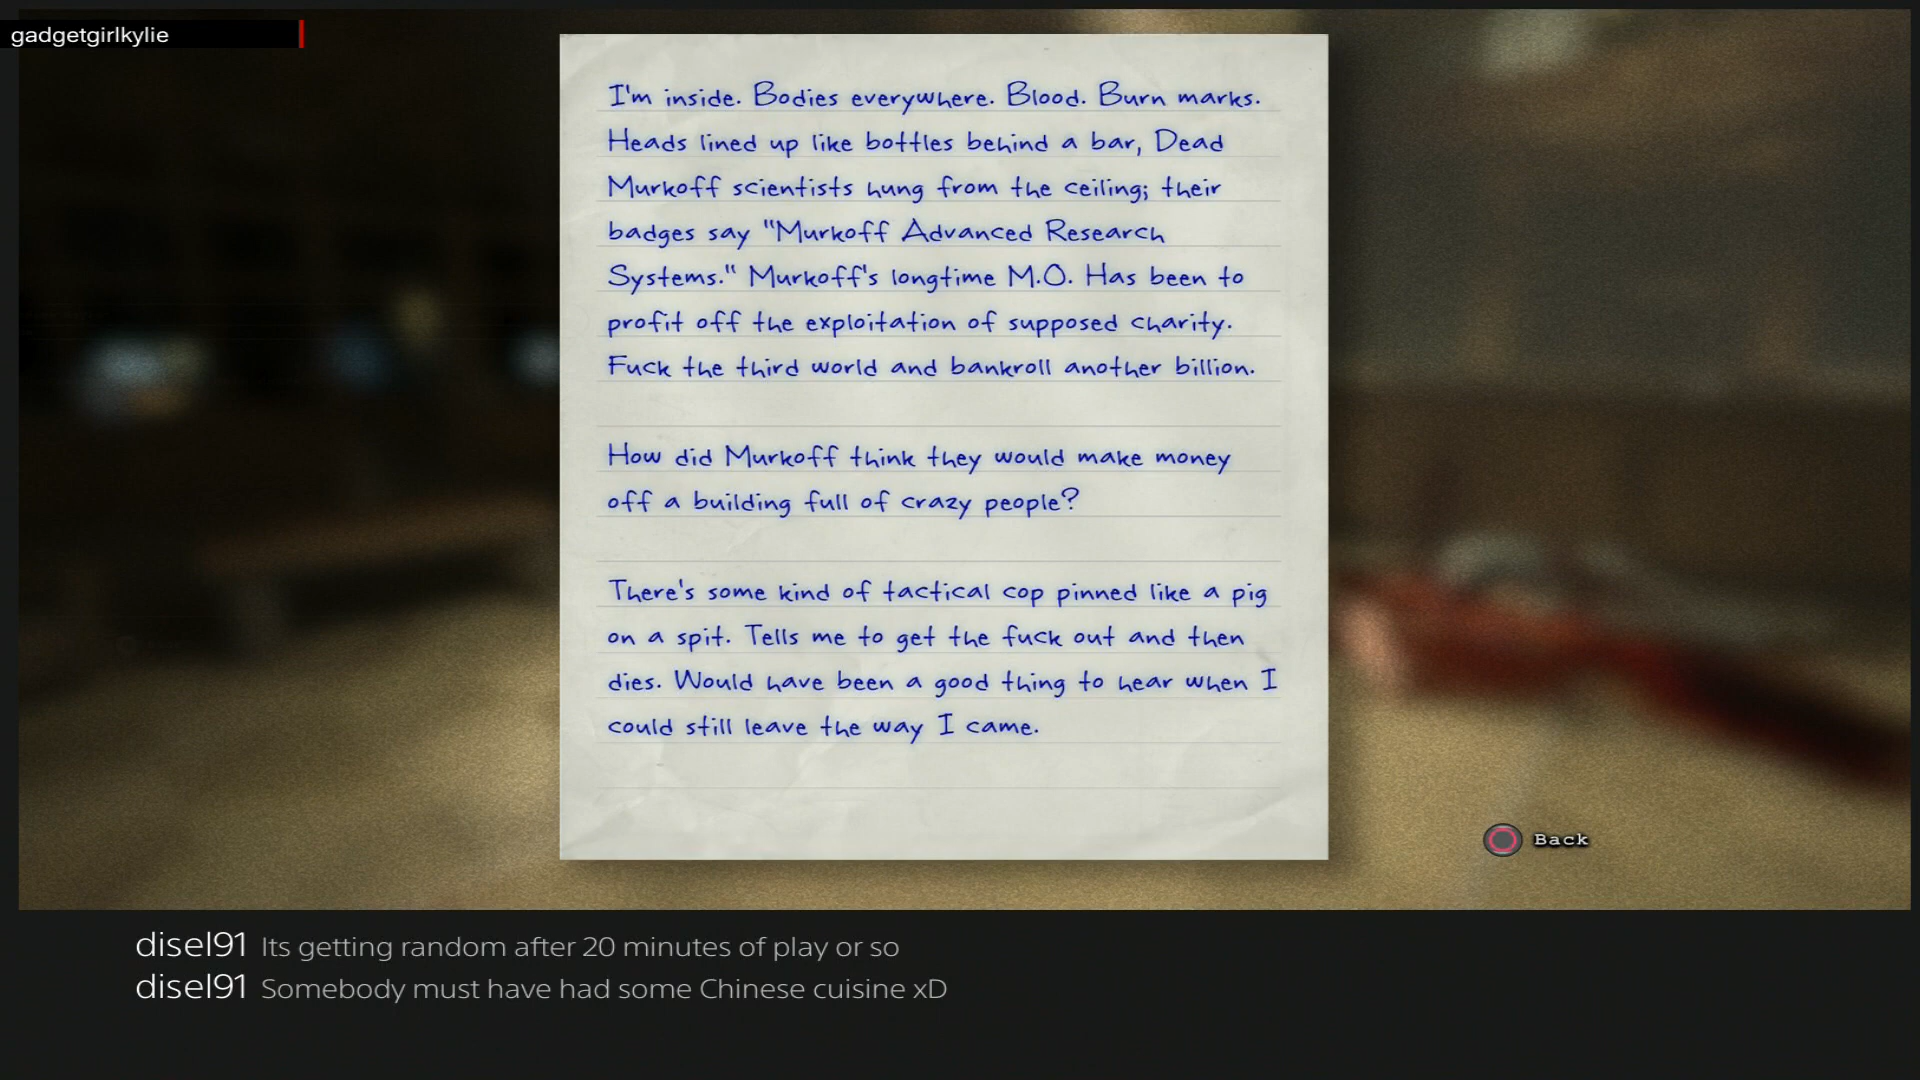 gadgetgirlkylie
I'm inside. Bodies everywhere. Blood. Burn marks.
Heads lined up like bottles behind a bar, Dead
Murkoff scientists hung from the ceiling; their
badges say "Murkoff Advanced Research
Systems." Murkoff's longtime M.O. Has been to
profit off the exploitation of supposed charity.
Fuck the third world and bankroll another billion.
How did Murkoff think they would make money
off a building full of crazy people?
There's some kind of tactical cop pinned like a pig
on a spit. Tells me to get the fuck out and then
dies. Would have been a good thing to hear when I
could still leave the way I came.
Back
disel91 Its getting random after 20 minutes of play or so
disel91 Somebody must have had some Chinese cuisine xD